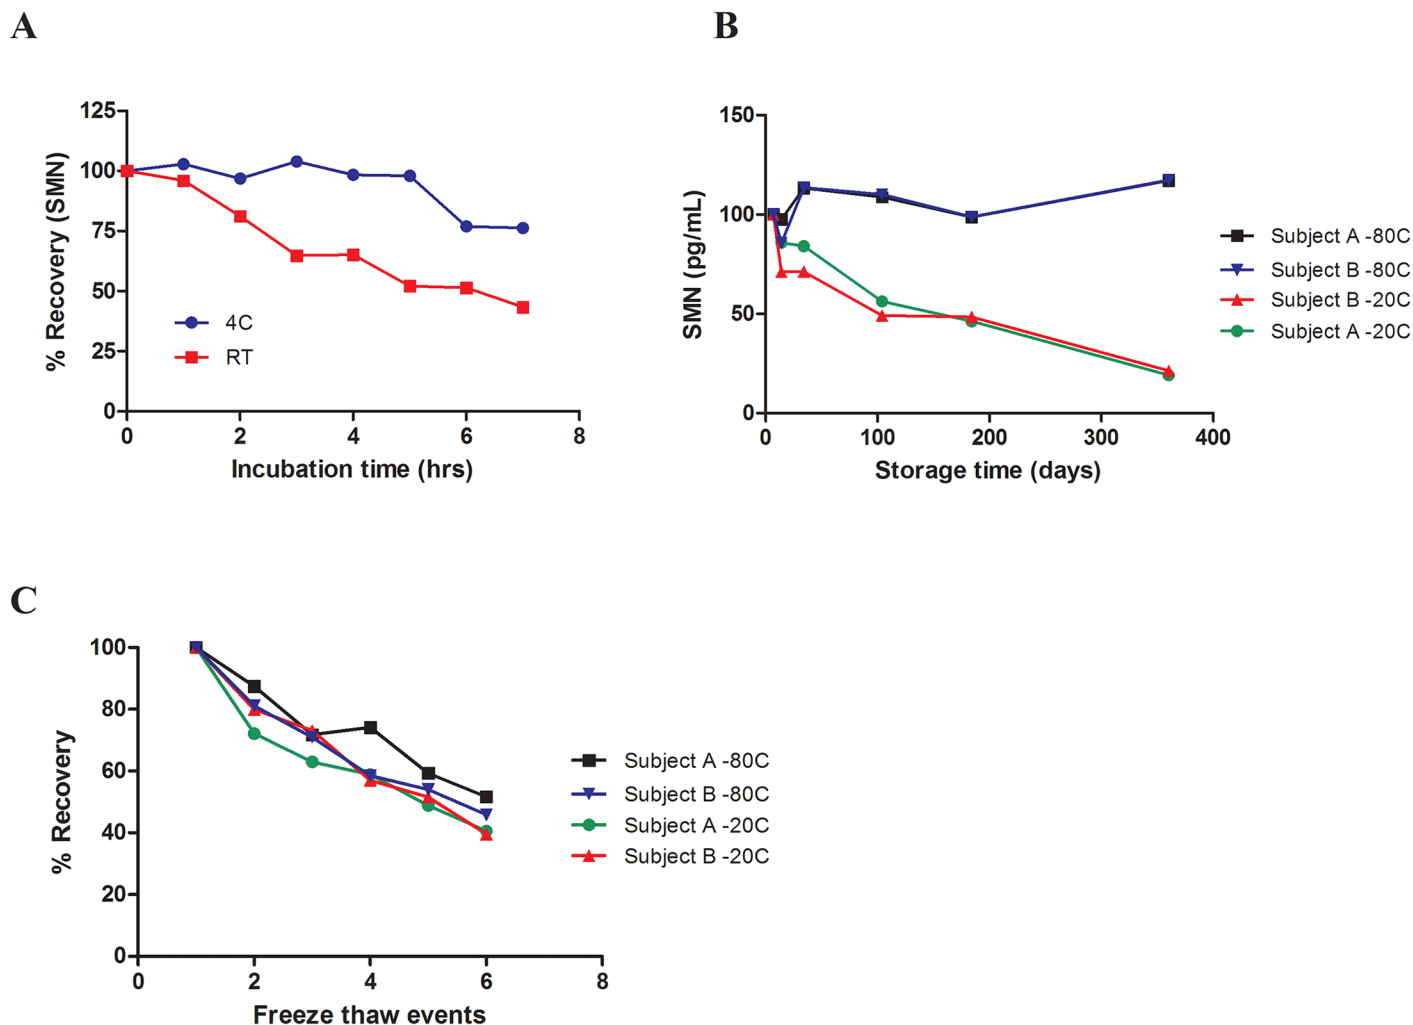 A
% Recovery (SMN)
125
100
75
50
25
0
4C
RT
0 2 4 6 8
Incubation time (hrs)
B
SMN (pg/mL)
150
100
50
0
0 100 200 300 400
Storage time (days)
Subject A -80C
Subject B -80C
Subject B -20C
Subject A -20C
C
% Recovery
100
80
60
40
20
0
0 2 4 6 8
Freeze thaw events
Subject A -80C
Subject B -80C
Subject A -20C
Subject B -20C